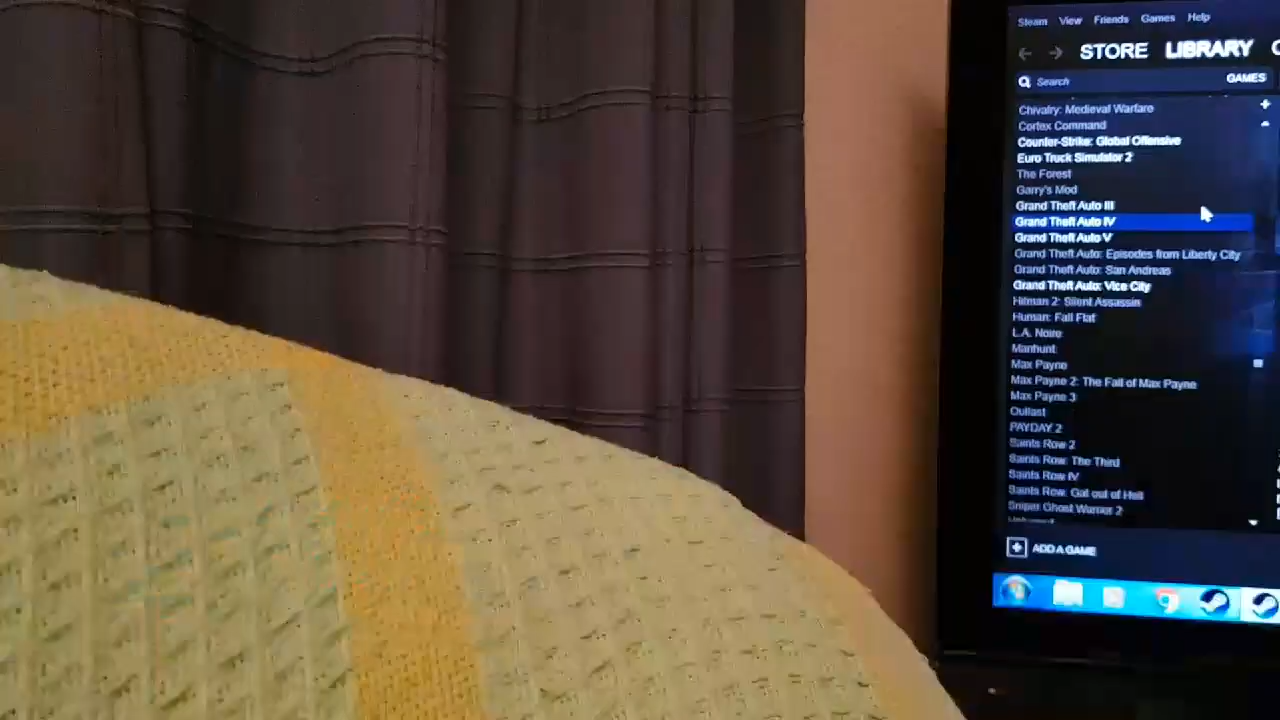 Steam View Friends Games Help
STORE LIBRARY
Search GAMES
Chivalry: Medieval Warfare
Cortex Command
Counter-Strike: Global Offensive
Euro Truck Simulator 2
The Forest
Garry's Mod
Grand Theft Auto III
Grand Theft Auto IV
Grand Theft Auto V
Grand Theft Auto: Episodes from Liberty City
Grand Theft Auto: San Andreas
Grand Theft Auto: Vice City
Hitman 2: Silent Assassin
Human: Fall Flat
L.A. Noire
Manhunt
Max Payne
Max Payne 2: The Fall of Max Payne
Max Payne 3
Outlast
PAYDAY 2
Saints Row 2
Saints Row: The Third
Saints Row IV
Saints Row: Gat out of Hell
Sniper Ghost Warrior 2
ADD A GAME